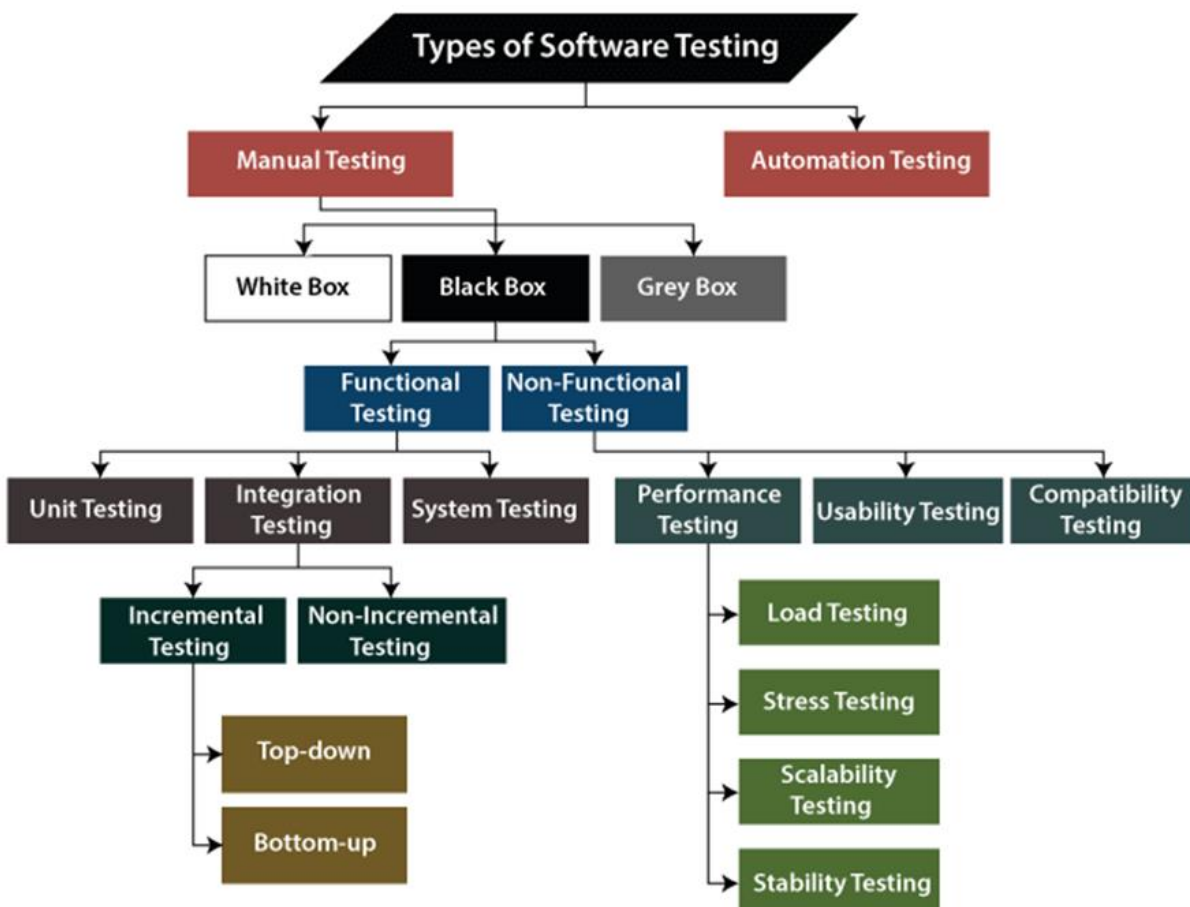 Types of Software Testing
Manual Testing
Automation Testing
White Box
Black Box
Grey Box
Functional
Testing
Non-Functional
Testing
Unit Testing
Integration
Testing
System Testing
Performance
Testing
Usability Testing
Compatibility
Testing
Incremental
Testing
Non-Incremental
Testing
Load Testing
Stress Testing
Scalability
Testing
Stability Testing
Top-down
Bottom-up